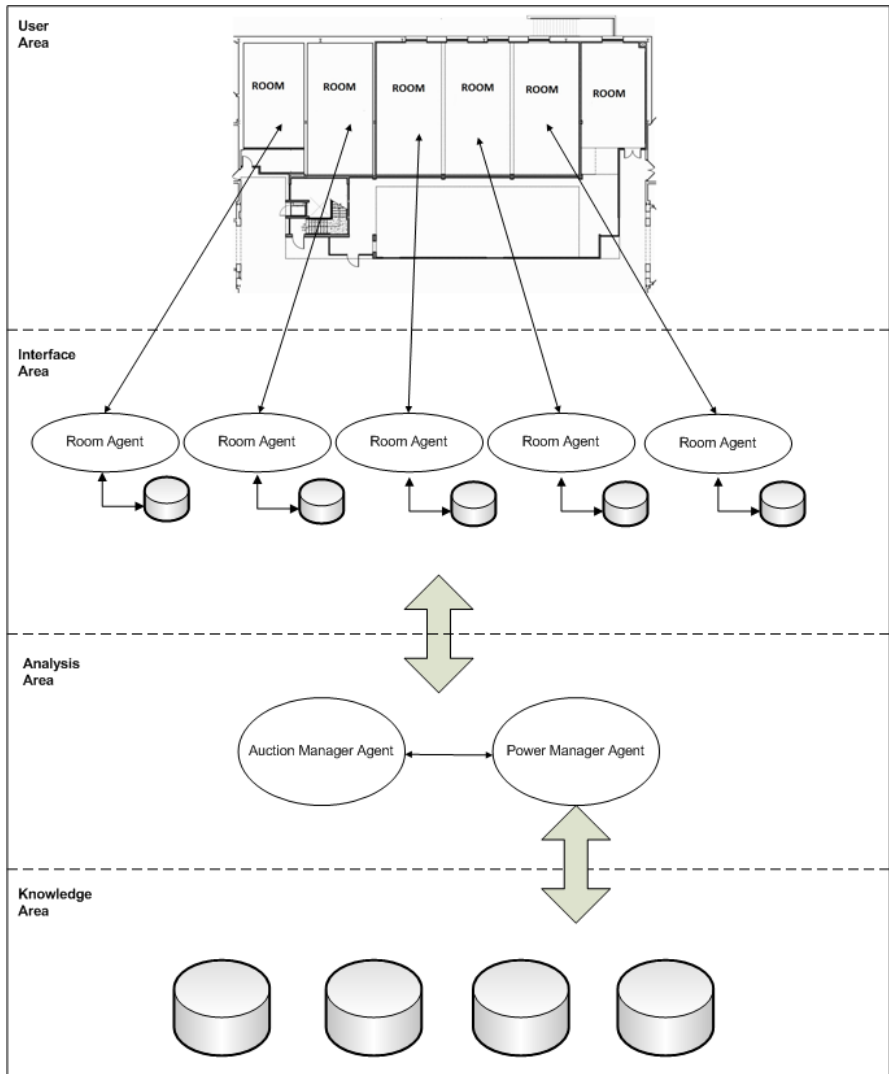 User
Area
ROOM
ROOM
ROOM
ROOM
ROOM
ROOM
Interface
Area
Room Agent
Room Agent
Room Agent
Room Agent
Room Agent
Analysis
Area
Auction Manager Agent
Power Manager Agent
Knowledge
Area